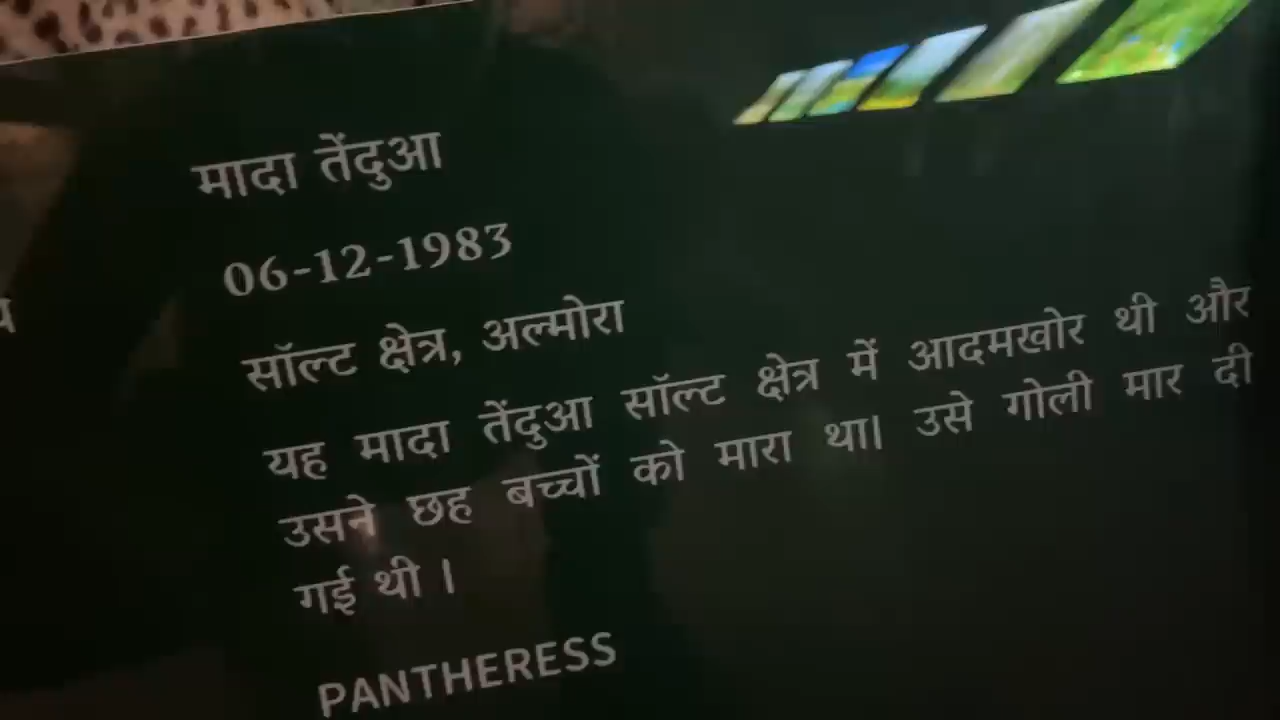 मादा तेंदुआ
06-12-1983
सॉल्ट क्षेत्र, अल्मोरा
यह मादा तेंदुआ सॉल्ट क्षेत्र में आदमखोर थी और
उसने छह बच्चों को मारा था। उसे गोली मार दी
गई थी ।
PANTHERESS